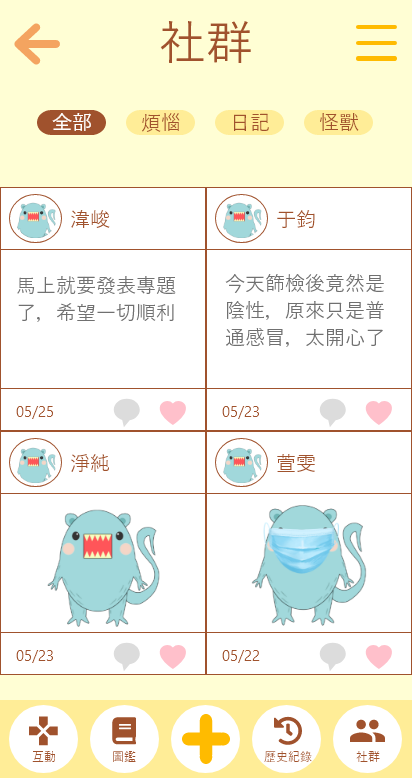 社群
全部 煩惱 日記 怪獸
湋峻
馬上就要發表專題
了，希望一切順利
05/25
于鈞
今天篩檢後竟然是
陰性，原來只是普
通感冒，太開心了
05/23
淨純
05/23
萱雯
05/22
互動 圖鑑 歷史紀錄 社群